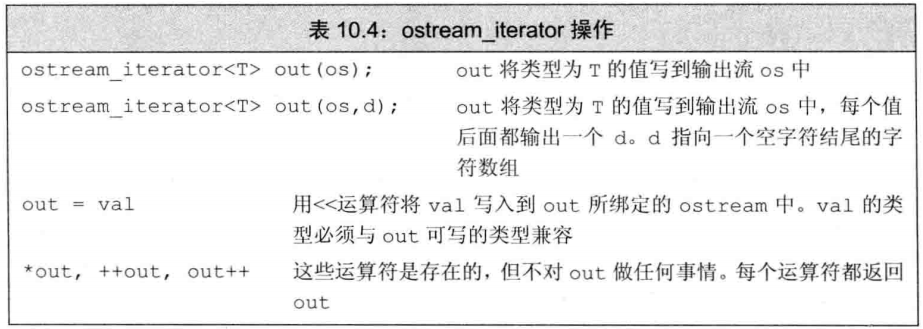 表 10.4：ostream_iterator 操作
ostream_iterator<T> out(os); out 将类型为 T 的值写到输出流 os 中
ostream_iterator<T> out(os,d); out 将类型为 T 的值写到输出流 os 中，每个值
后面都输出一个 d。d 指向一个空字符结尾的字
符数组
out = val 用<<运算符将 val 写入到 out 所绑定的 ostream 中。val 的类
型必须与 out 可写的类型兼容
*out, ++out, out++ 这些运算符是存在的，但不对 out 做任何事情。每个运算符都返回
out